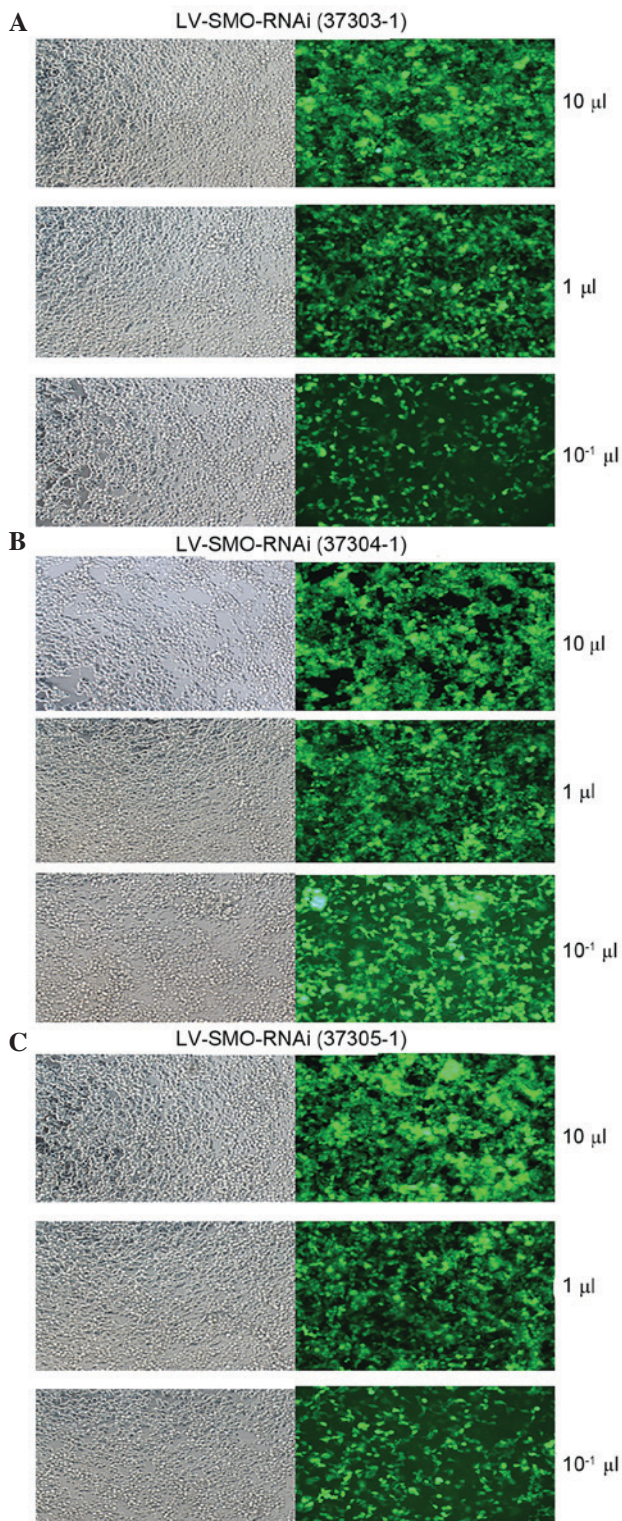 A
LV-SMO-RNAi (37303-1)
10 μl
1 μl
10⁻¹ μl
B
LV-SMO-RNAi (37304-1)
10 μl
1 μl
10⁻¹ μl
C
LV-SMO-RNAi (37305-1)
10 μl
1 μl
10⁻¹ μl